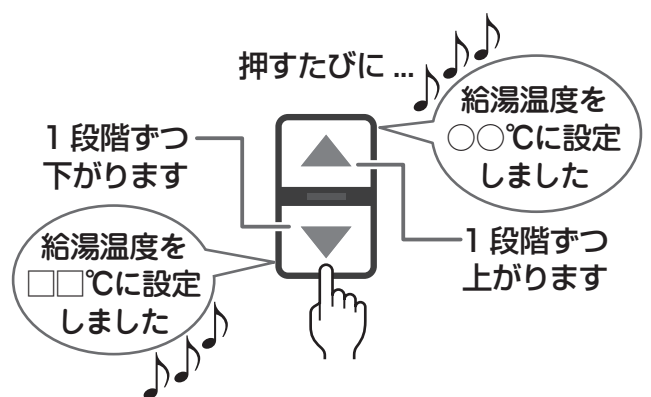 押すたびに ...
給湯温度を
○○℃に設定
しました
1 段階ずつ
下がります
給湯温度を
□□℃に設定
しました
1 段階ずつ
上がります